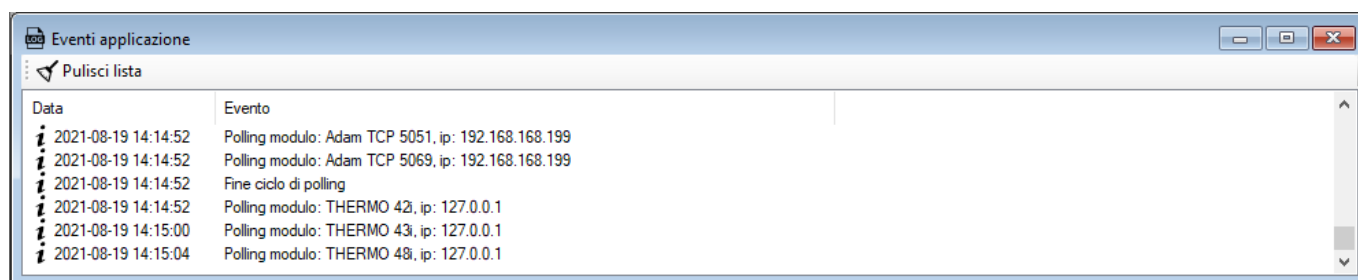 LOG Eventi applicazione
Pulisci lista
Data Evento
2021-08-19 14:14:52 Polling modulo: Adam TCP 5051, ip: 192.168.168.199
2021-08-19 14:14:52 Polling modulo: Adam TCP 5069, ip: 192.168.168.199
2021-08-19 14:14:52 Fine ciclo di polling
2021-08-19 14:14:52 Polling modulo: THERMO 42i, ip: 127.0.0.1
2021-08-19 14:15:00 Polling modulo: THERMO 43i, ip: 127.0.0.1
2021-08-19 14:15:04 Polling modulo: THERMO 48i, ip: 127.0.0.1